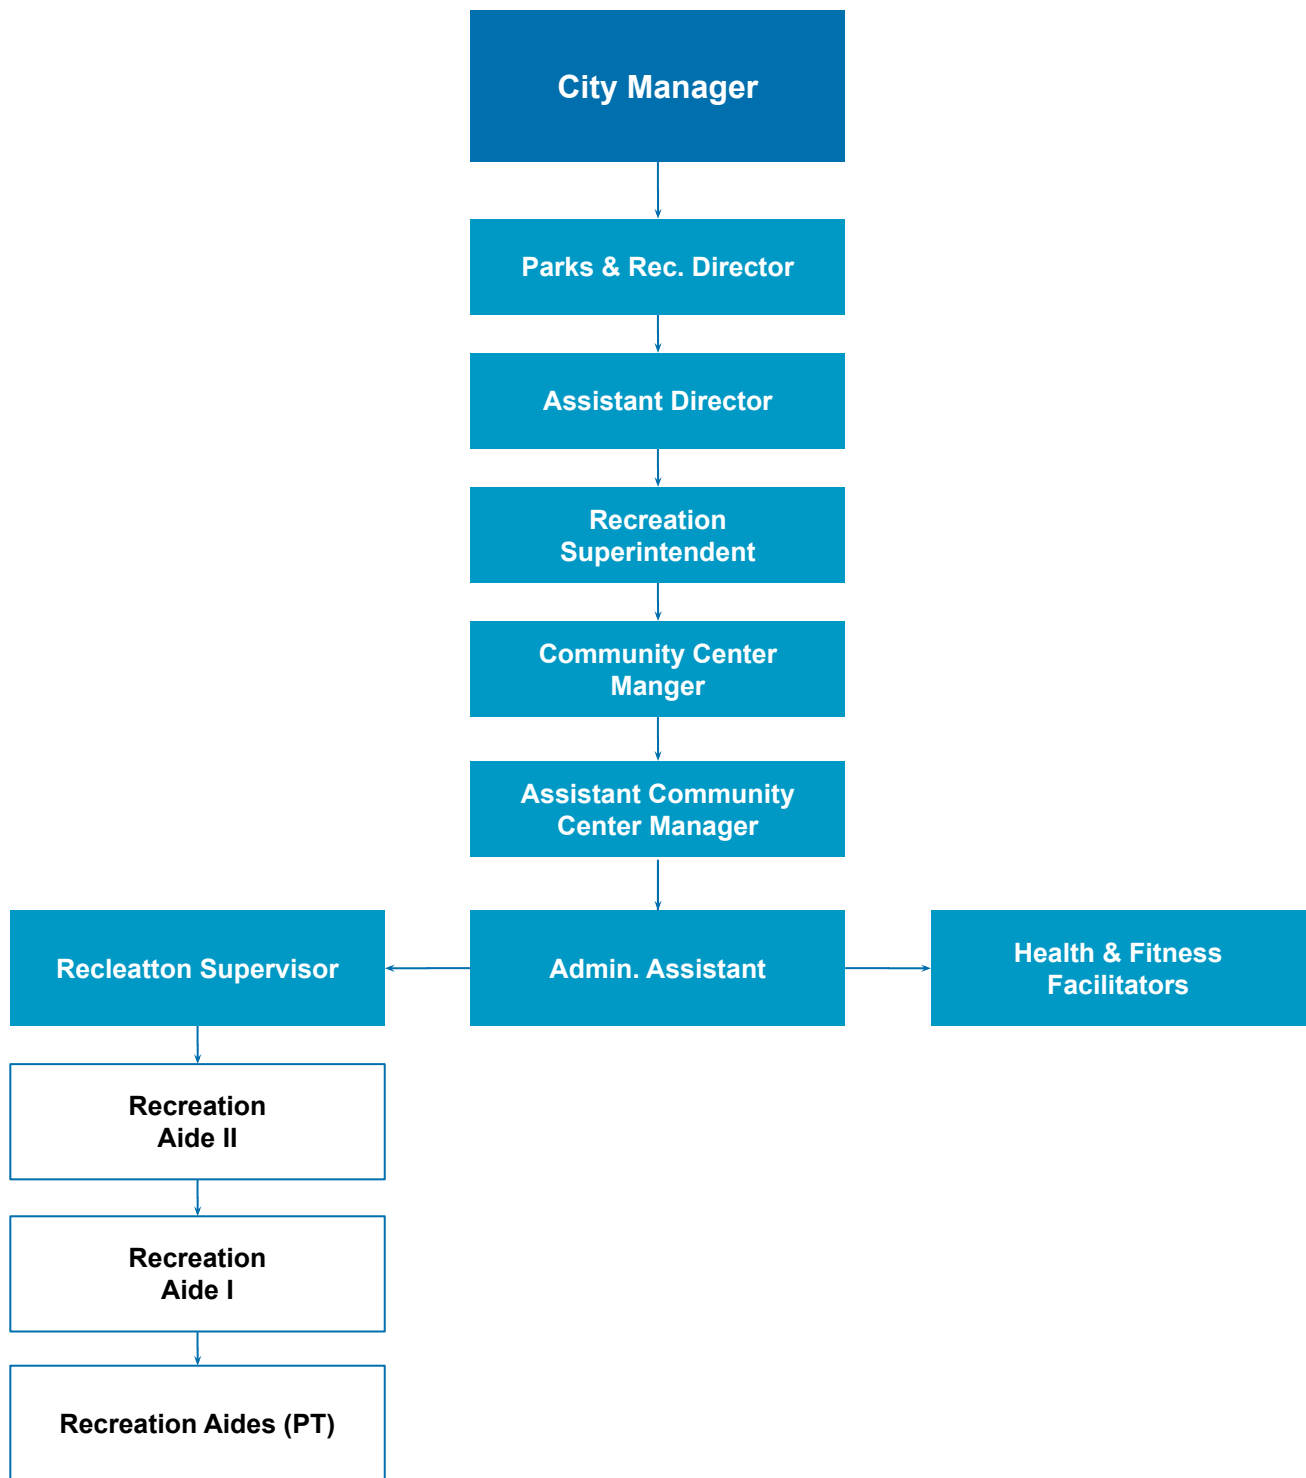 City Manager
Parks & Rec. Director
Assistant Director
Recreation
Superintendent
Community Center
Manger
Assistant Community
Center Manager
Recleatton Supervisor
Admin. Assistant
Health & Fitness
Facilitators
Recreation
Aide II
Recreation
Aide I
Recreation Aides (PT)